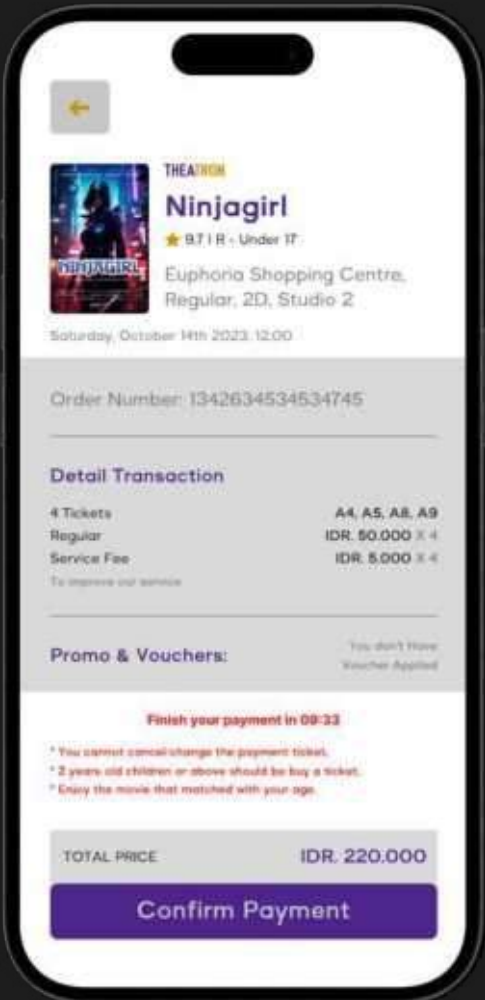 THEATRON
NINJAGIRL
Ninjagirl
9.7 | R - Under 17
Euphoria Shopping Centre,
Regular, 2D, Studio 2
Saturday, October 14th 2023, 12:00
Order Number: 1342634534534745
Detail Transaction
4 Tickets A4, A5, A8, A9
Regular IDR. 50.000 X 4
Service Fee IDR. 5.000 X 4
To improve our service
Promo & Vouchers: You don't Have
Voucher Applied
Finish your payment in 09:33
* You cannot cancel/change the payment ticket.
* 2 years old children or above should be buy a ticket.
* Enjoy the movie that matched with your age.
TOTAL PRICE IDR. 220.000
Confirm Payment